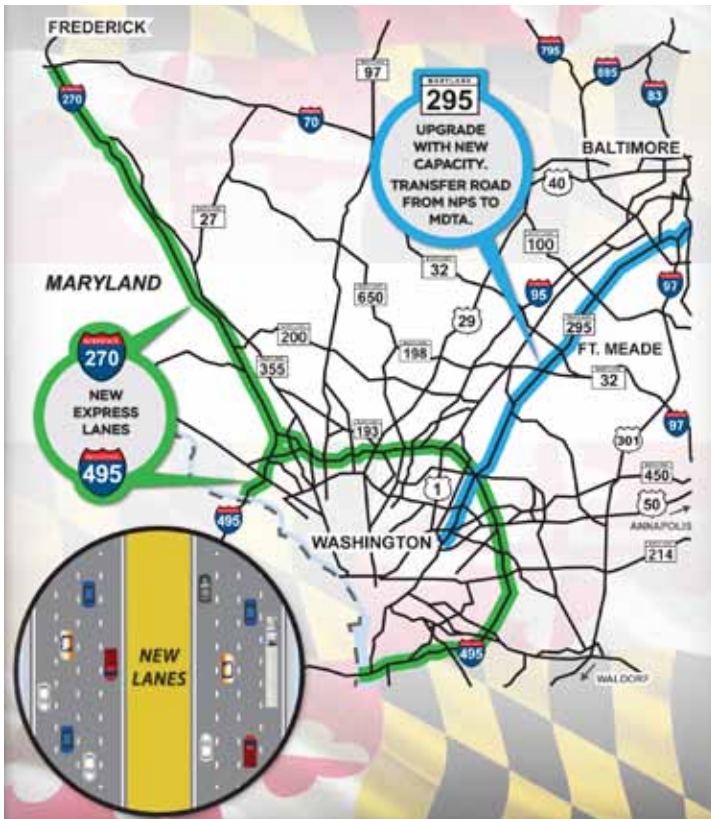 FREDERICK
270
70
MARYLAND
97
MARYLAND
295
UPGRADE
WITH NEW
CAPACITY.
TRANSFER ROAD
FROM NPS TO
MDTA.
795
695
83
BALTIMORE
40
27
100
32
MARYLAND
650
95
97
29
295
200
198
FT. MEADE
355
32
270
NEW
EXPRESS
LANES
495
193
97
301
450
1
50
ANNAPOLIS
495
WASHINGTON
214
495
WALDORF
NEW
LANES